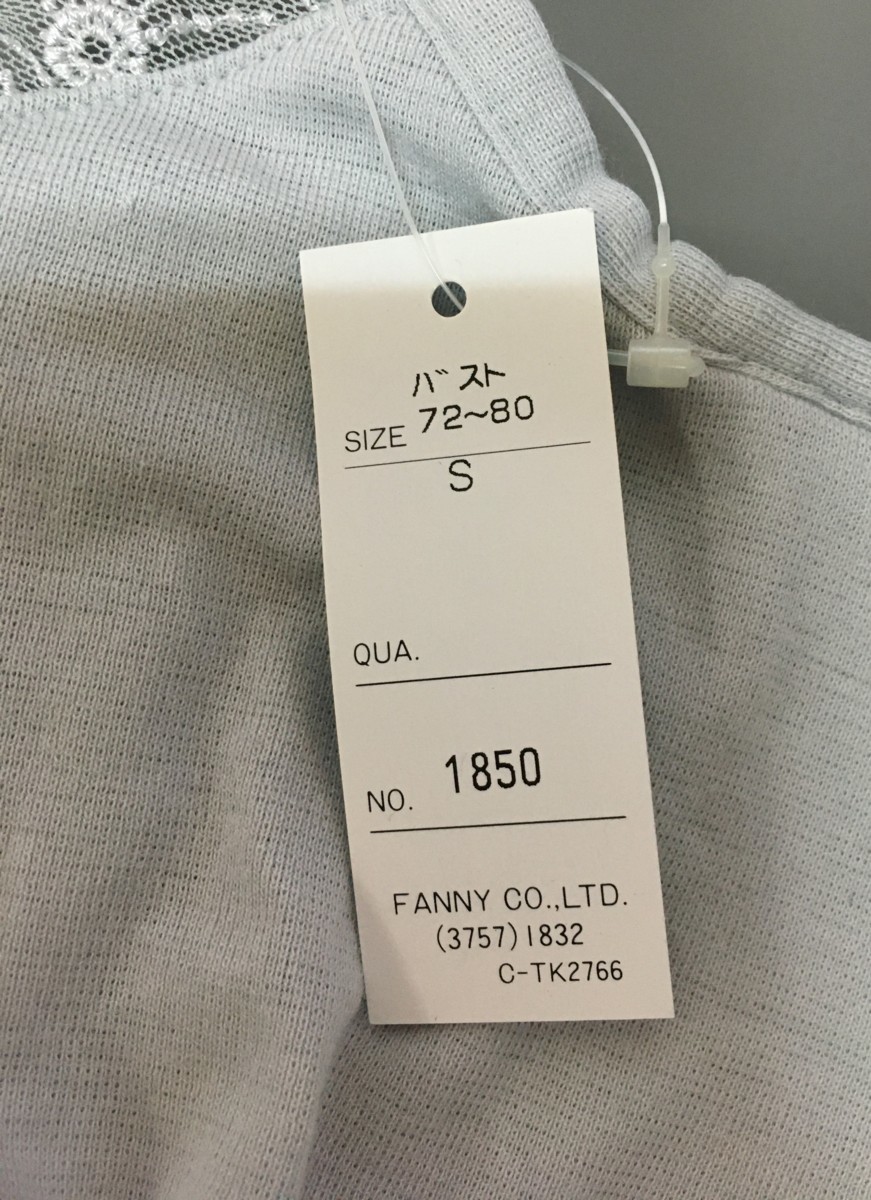 バスト
SIZE 72~80
S
QUA.
NO. 1850
FANNY CO.,LTD.
(3757)1832
C-TK2766